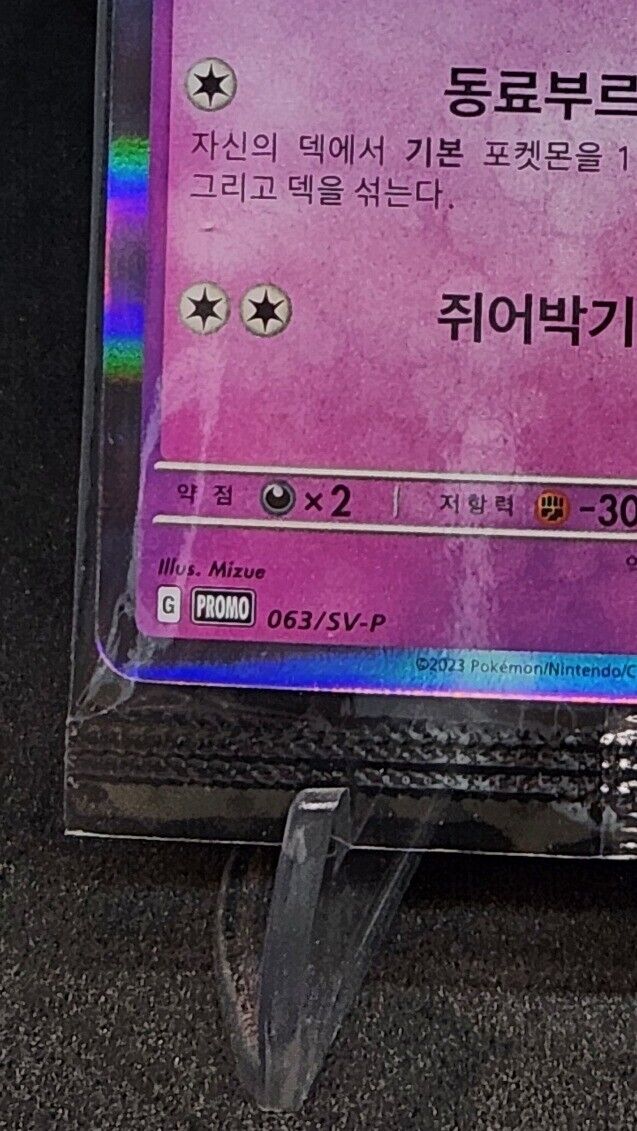 동료부르
자신의 덱에서 기본 포켓몬을 1
그리고 덱을 섞는다.
쥐어박기
약점 ×2 저항력 -30
Illus. Mizue
G PROMO 063/SV-P
©2023 Pokémon/Nintendo/C